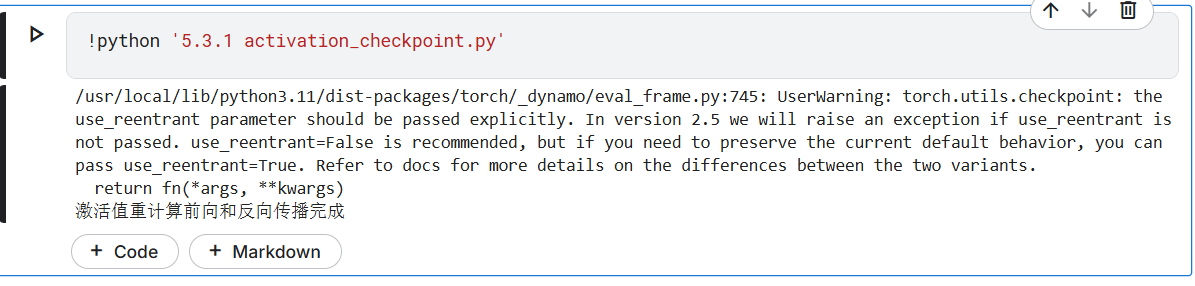 !python '5.3.1 activation_checkpoint.py'
/usr/local/lib/python3.11/dist-packages/torch/_dynamo/eval_frame.py:745: UserWarning: torch.utils.checkpoint: the
use_reentrant parameter should be passed explicitly. In version 2.5 we will raise an exception if use_reentrant is
not passed. use_reentrant=False is recommended, but if you need to preserve the current default behavior, you can
pass use_reentrant=True. Refer to docs for more details on the differences between the two variants.
  return fn(*args, **kwargs)
激活值重计算前向和反向传播完成
+ Code + Markdown